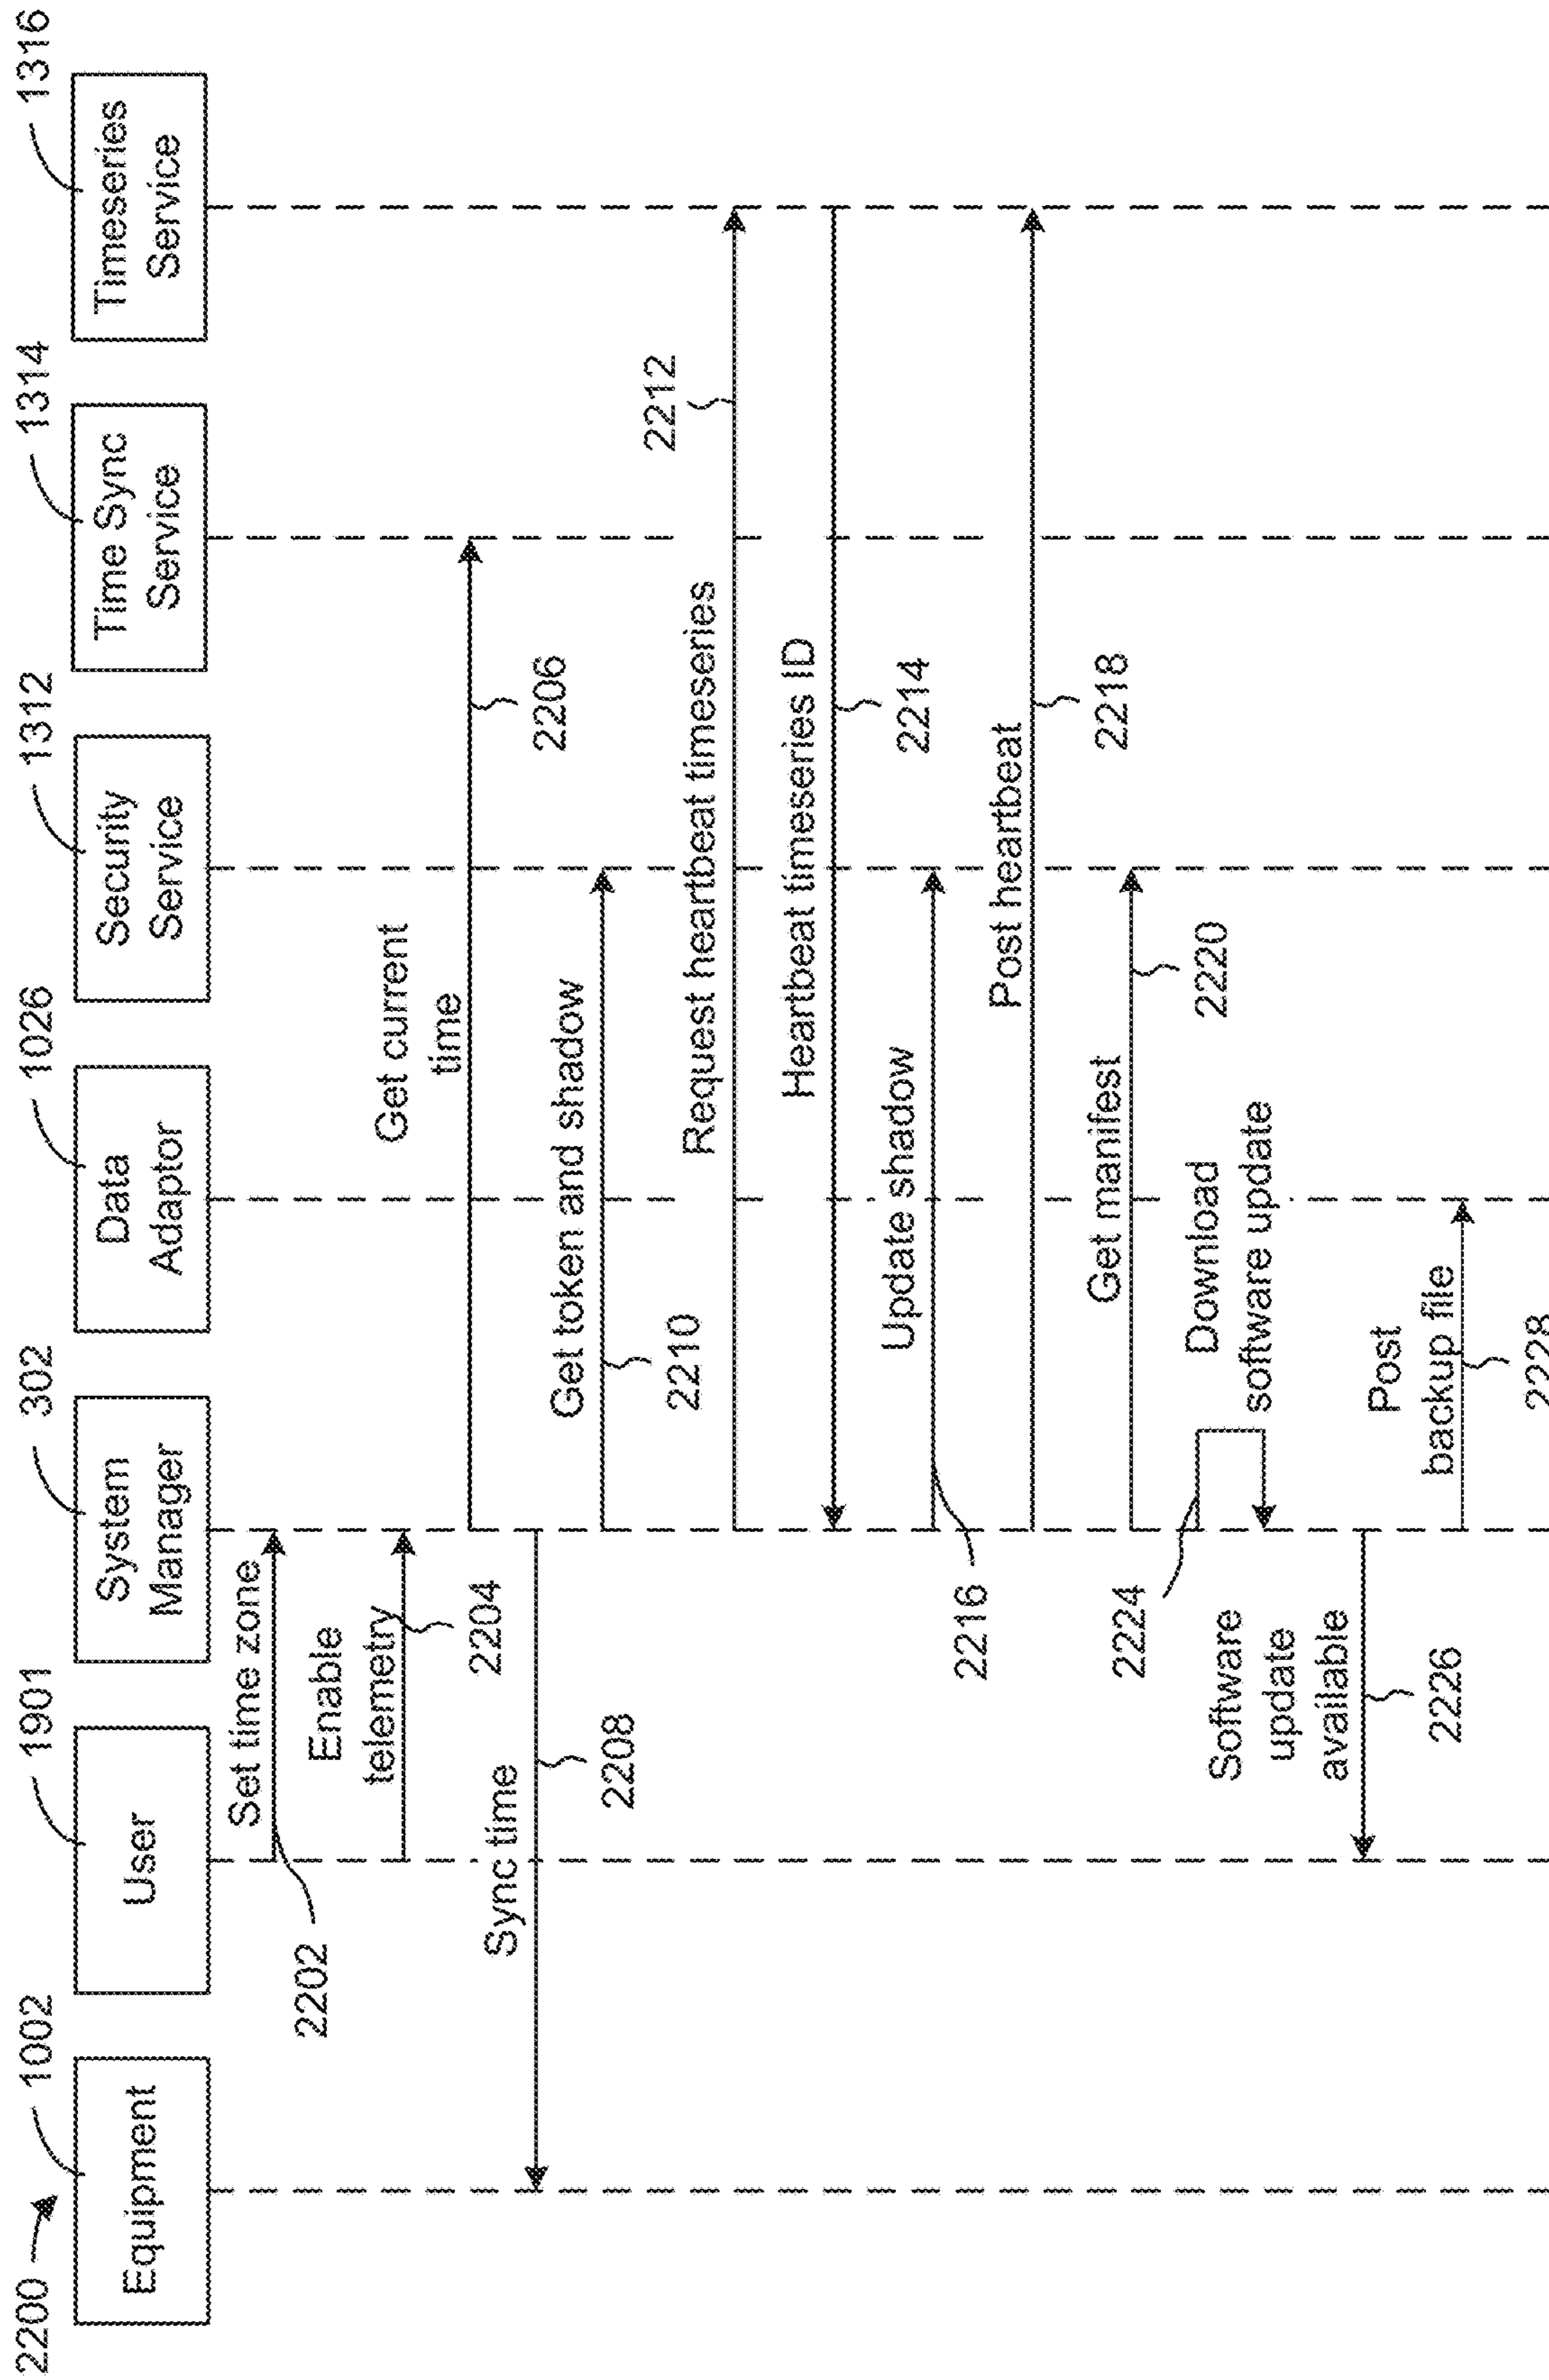 2200
1002
1901
302
1026
1312
1314
1316
Equipment
User
System
Manager
Data
Adaptor
Security
Service
Time Sync
Service
Timeseries
Service
Set time zone
2202
Enable
telemetry
2204
Get current
time
2206
Sync time
2208
Get token and shadow
2210
Request heartbeat timeseries
2212
Heartbeat timeseries ID
2214
Update shadow
2216
Post heartbeat
2218
Get manifest
2220
Download
software update
2224
Software
update
available
2226
Post
backup file
2228